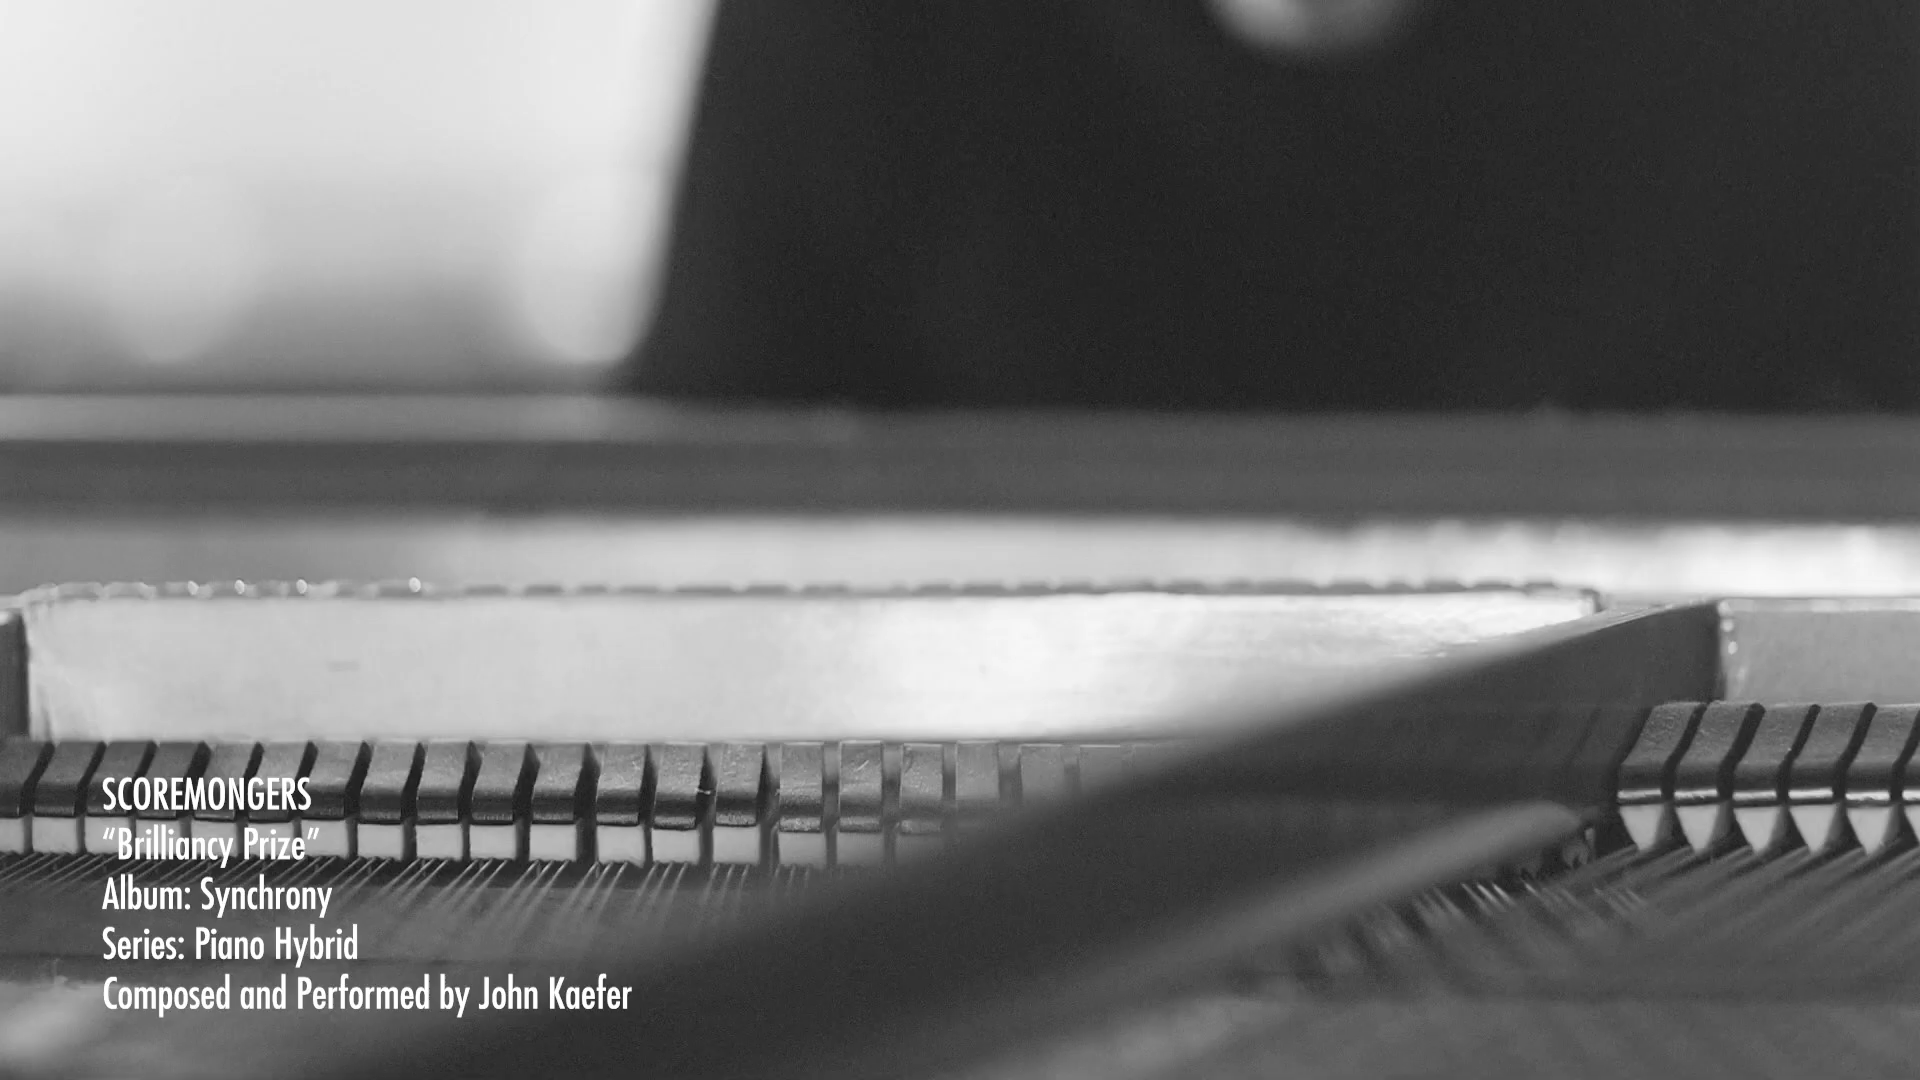 SCOREMONGERS
“Brilliancy Prize”
Album: Synchrony
Series: Piano Hybrid
Composed and Performed by John Kaefer